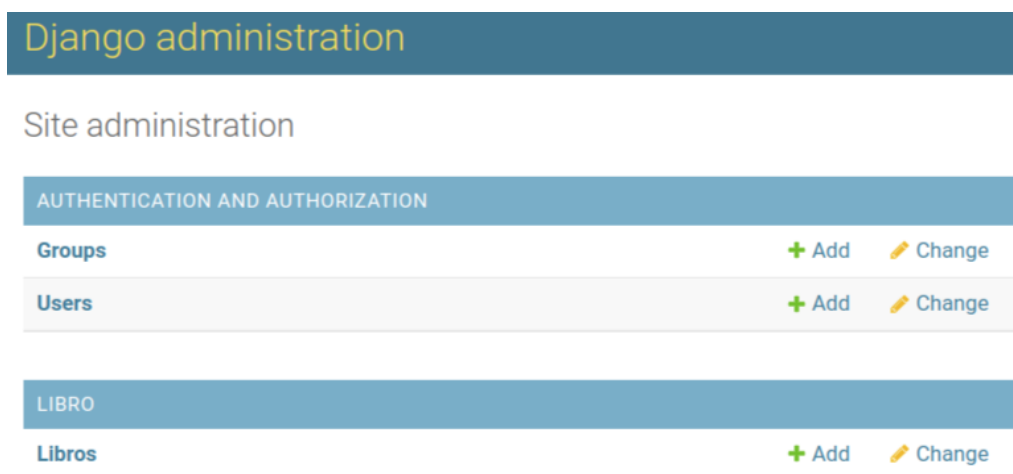 Django administration
Site administration
AUTHENTICATION AND AUTHORIZATION
Groups Add Change
Users Add Change
LIBRO
Libros Add Change